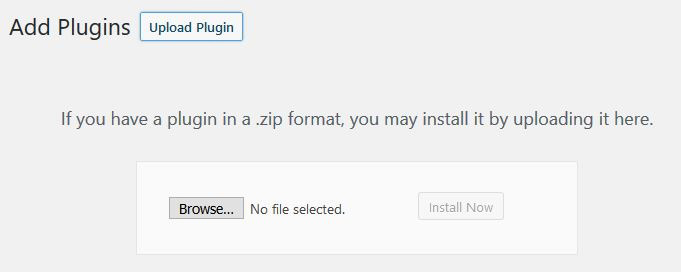 Add Plugins Upload Plugin
If you have a plugin in a .zip format, you may install it by uploading it here.
Browse... No file selected. Install Now